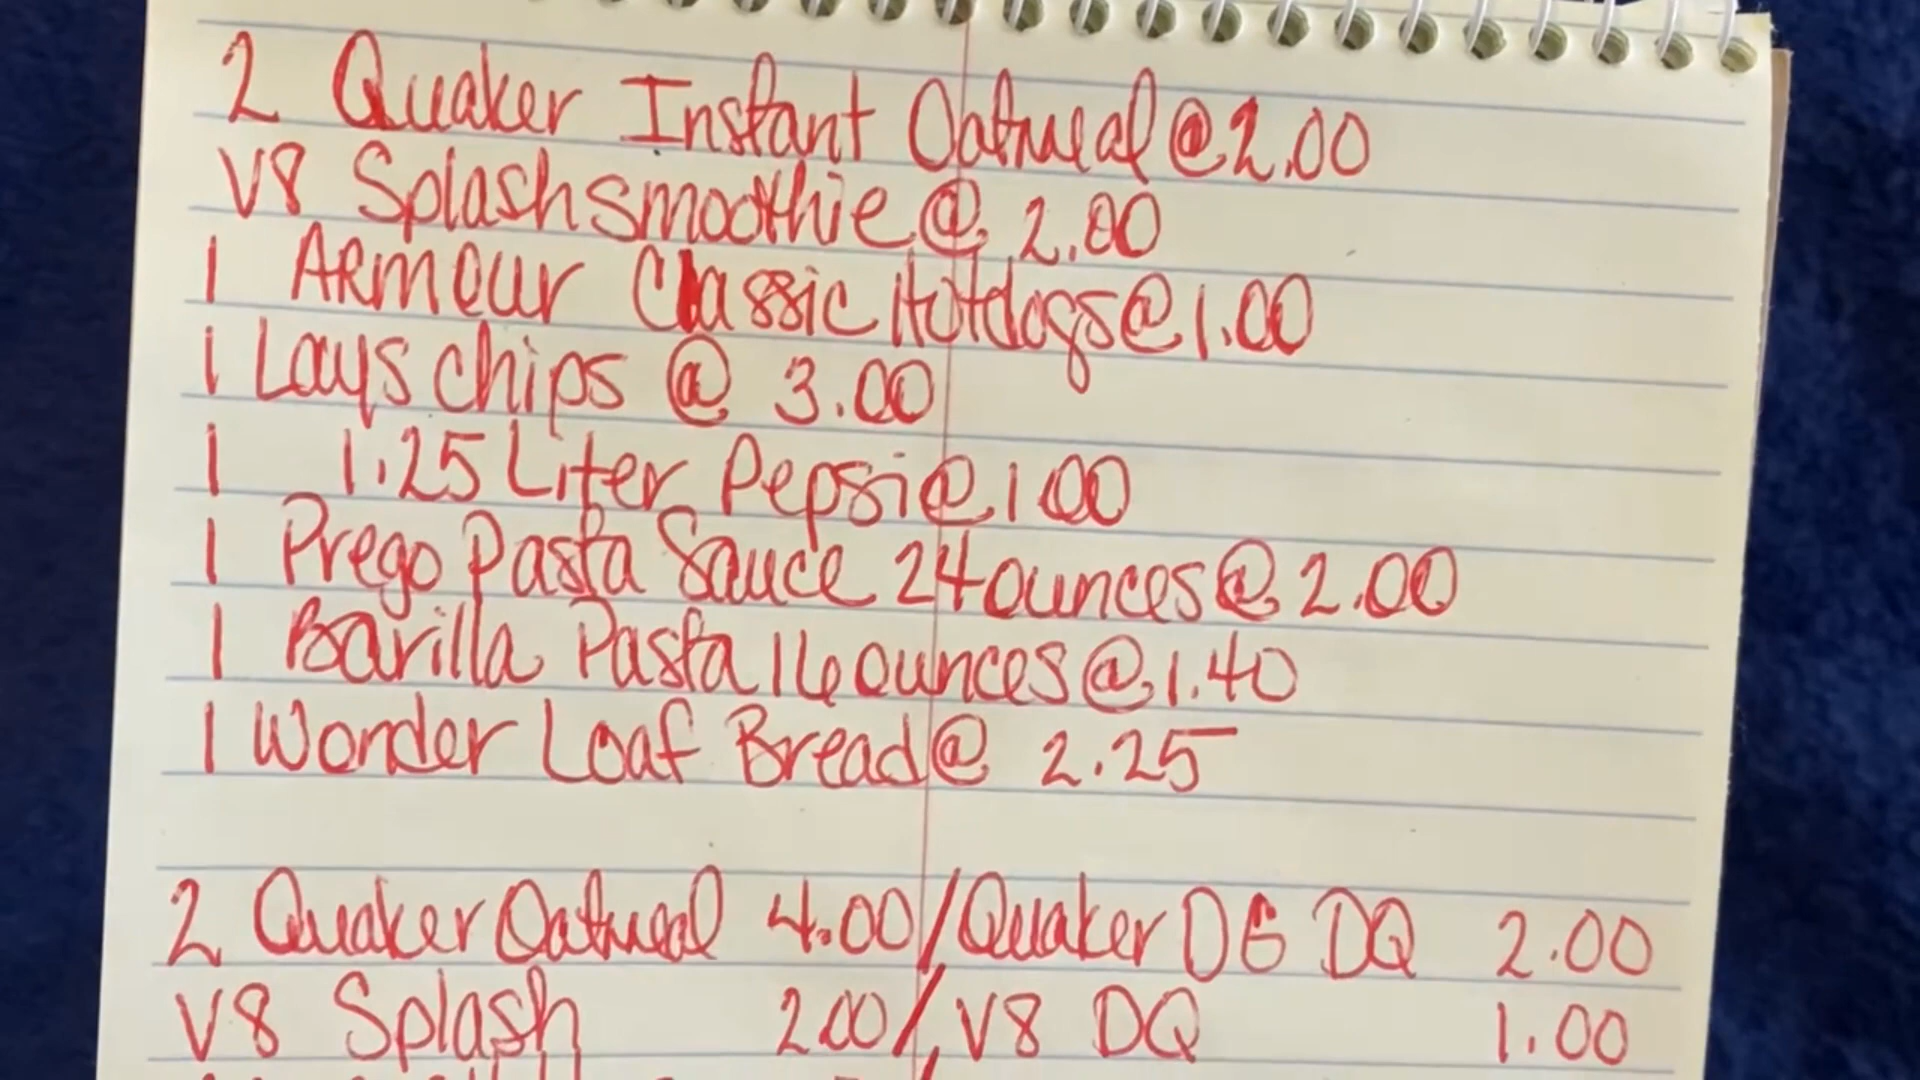 2 Quaker Instant Oatmeal @ 2.00
V8 Splash smoothie @ 2.00
1 Armour Classic Hotdogs @ 1.00
1 Lays chips @ 3.00
1 1.25 Liter Pepsi @ 1 00
1 Prego Pasta Sauce 24 ounces @ 2.00
1 Barilla Pasta 16 ounces @ 1.40
1 Wonder Loaf Bread @ 2.25
2 Quaker Oatmeal 4.00 / Quaker DG DQ 2.00
V8 Splash 200 / V8 DQ 1.00